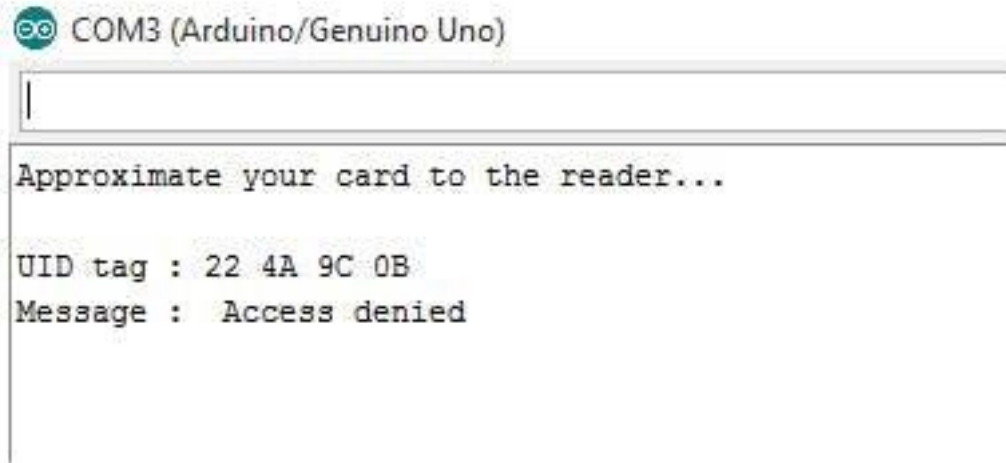 COM3 (Arduino/Genuino Uno)
Approximate your card to the reader...
UID tag : 22 4A 9C 0B
Message :  Access denied